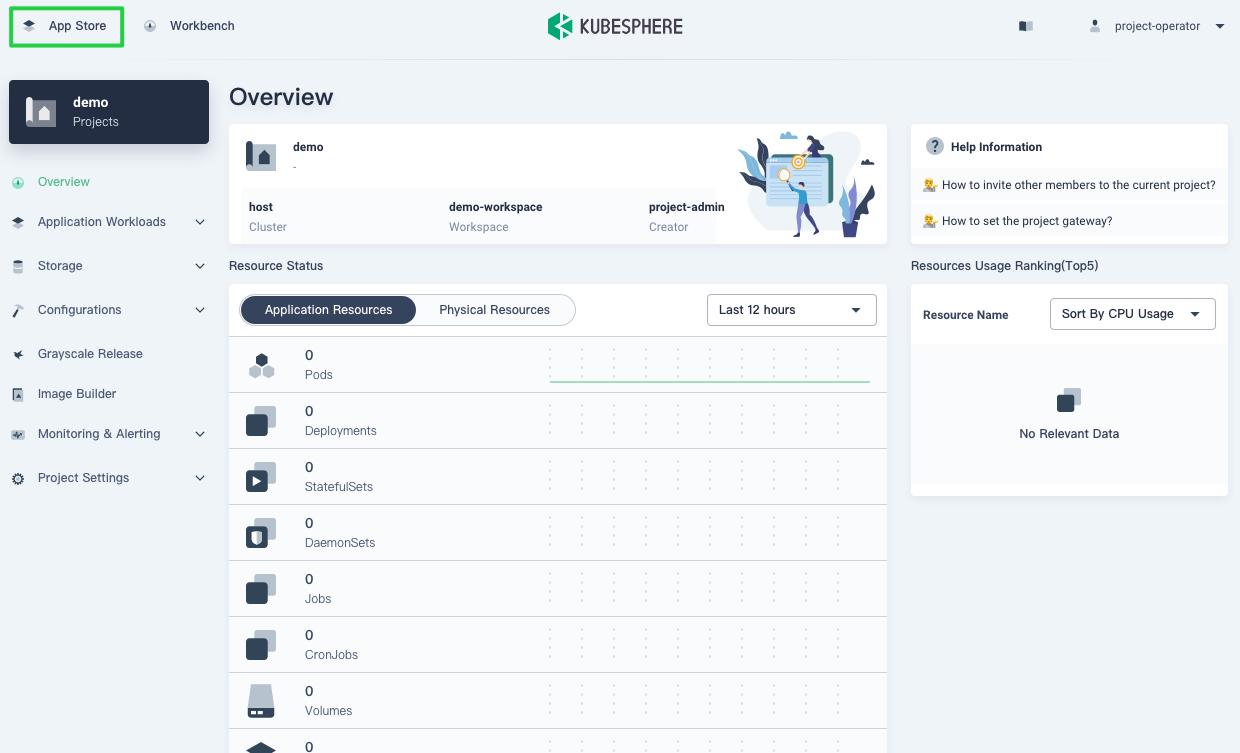 App Store
Workbench
KUBESPHERE
project-operator
demo
Projects
Overview
Application Workloads
Storage
Configurations
Grayscale Release
Image Builder
Monitoring & Alerting
Project Settings
Overview
demo
-
host
Cluster
demo-workspace
Workspace
project-admin
Creator
? Help Information
How to invite other members to the current project?
How to set the project gateway?
Resource Status
Application Resources
Physical Resources
Last 12 hours
0
Pods
0
Deployments
0
StatefulSets
0
DaemonSets
0
Jobs
0
CronJobs
0
Volumes
0
Resources Usage Ranking(Top5)
Resource Name
Sort By CPU Usage
No Relevant Data